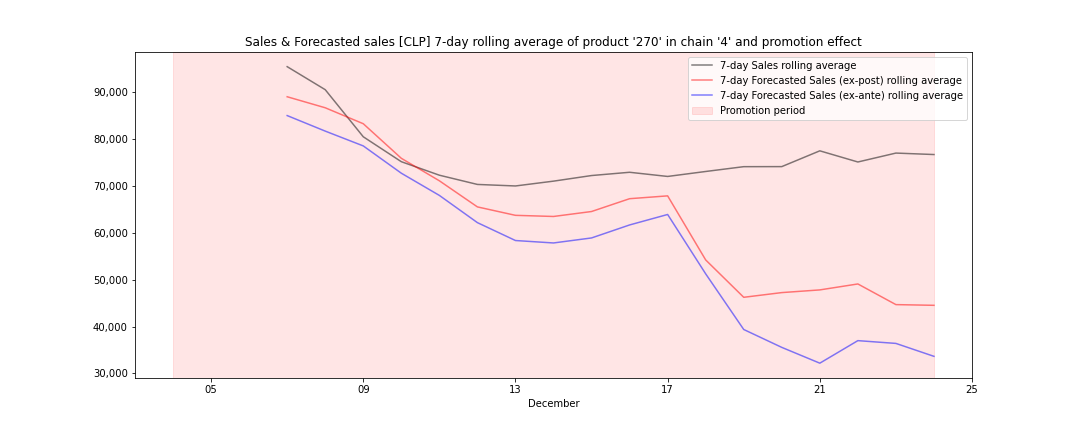 Sales & Forecasted sales [CLP] 7-day rolling average of product '270' in chain '4' and promotion effect
7-day Sales rolling average
7-day Forecasted Sales (ex-post) rolling average
7-day Forecasted Sales (ex-ante) rolling average
Promotion period
90,000
80,000
70,000
60,000
50,000
40,000
30,000
05 09 13 17 21 25
December